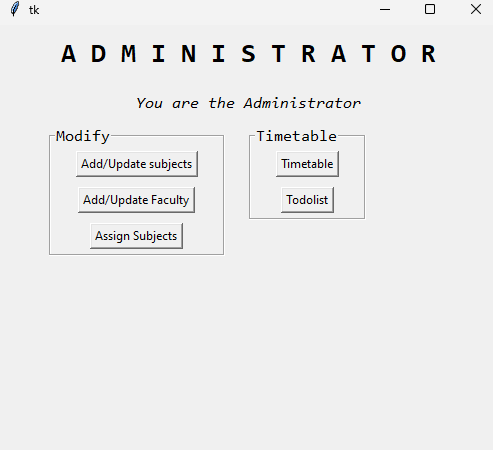 tk
A D M I N I S T R A T O R
You are the Administrator
Modify
Add/Update subjects
Add/Update Faculty
Assign Subjects
Timetable
Timetable
Todolist